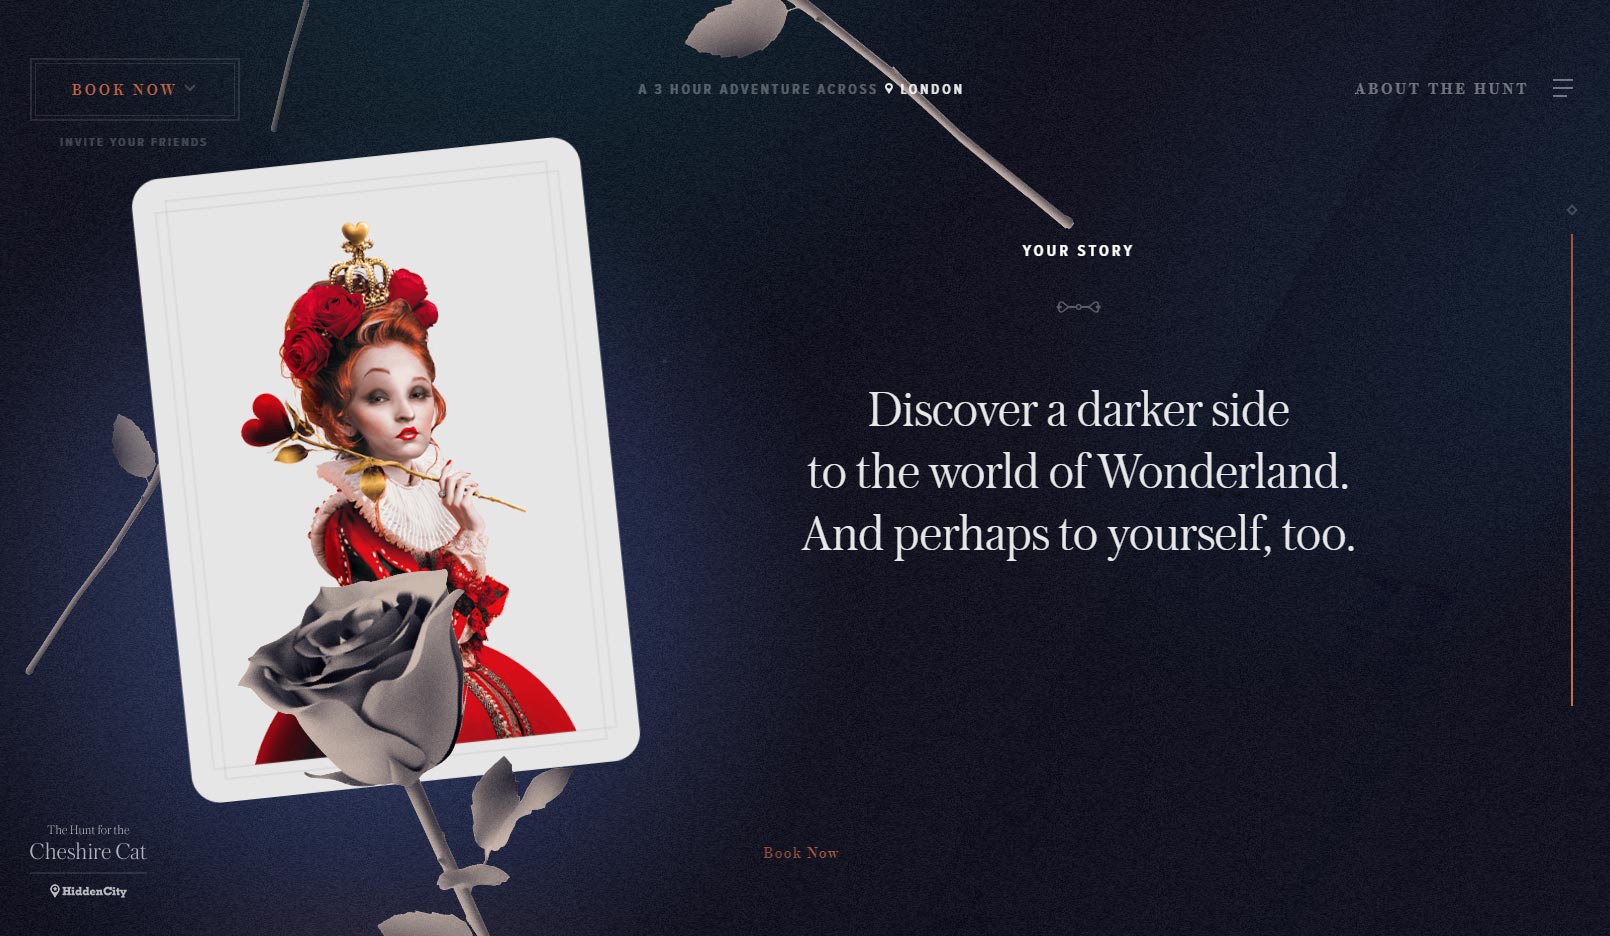 BOOK NOW
INVITE YOUR FRIENDS
A 3 HOUR ADVENTURE ACROSS LONDON
ABOUT THE HUNT
YOUR STORY
Discover a darker side
to the world of Wonderland.
And perhaps to yourself, too.
The Hunt for the
Cheshire Cat
HiddenCity
Book Now